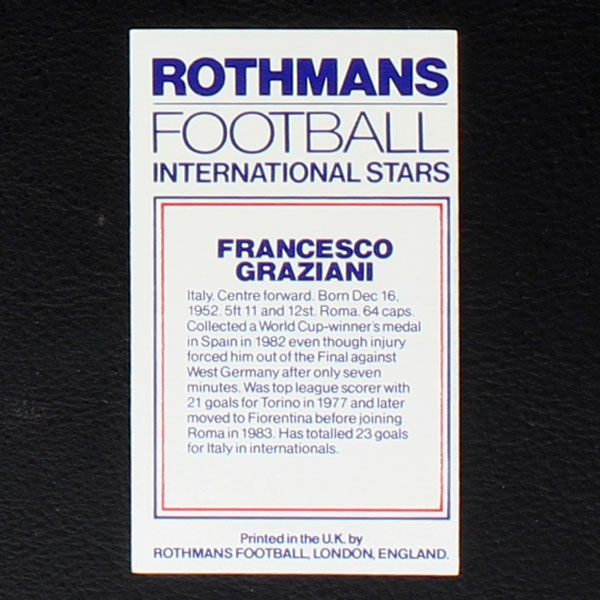 ROTHMANS
FOOTBALL
INTERNATIONAL STARS
FRANCESCO
GRAZIANI
Italy. Centre forward. Born Dec 16,
1952. 5ft 11 and 12st. Roma. 64 caps.
Collected a World Cup-winner's medal
in Spain in 1982 even though injury
forced him out of the Final against
West Germany after only seven
minutes. Was top league scorer with
21 goals for Torino in 1977 and later
moved to Fiorentina before joining
Roma in 1983. Has totalled 23 goals
for Italy in internationals.
Printed in the U.K. by
ROTHMANS FOOTBALL, LONDON, ENGLAND.